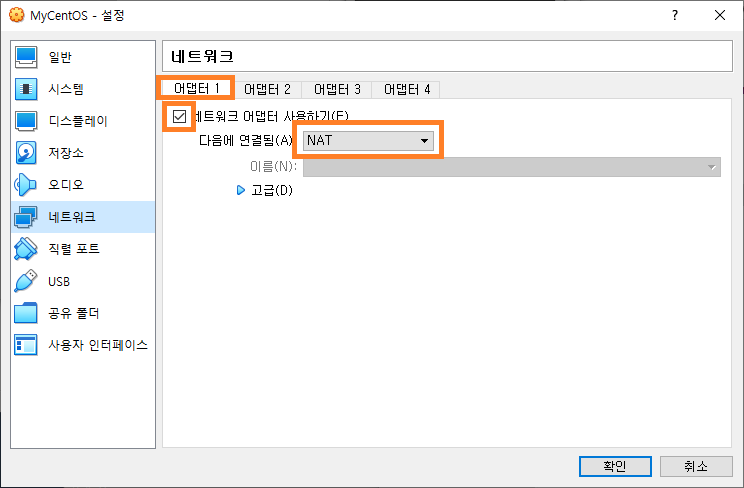 MyCentOS - 설정
?
일반
시스템
디스플레이
저장소
오디오
네트워크
직렬 포트
USB
공유 폴더
사용자 인터페이스
네트워크
어댑터 1 어댑터 2 어댑터 3 어댑터 4
네트워크 어댑터 사용하기(E)
다음에 연결됨(A) NAT
이름(N):
고급(D)
확인 취소